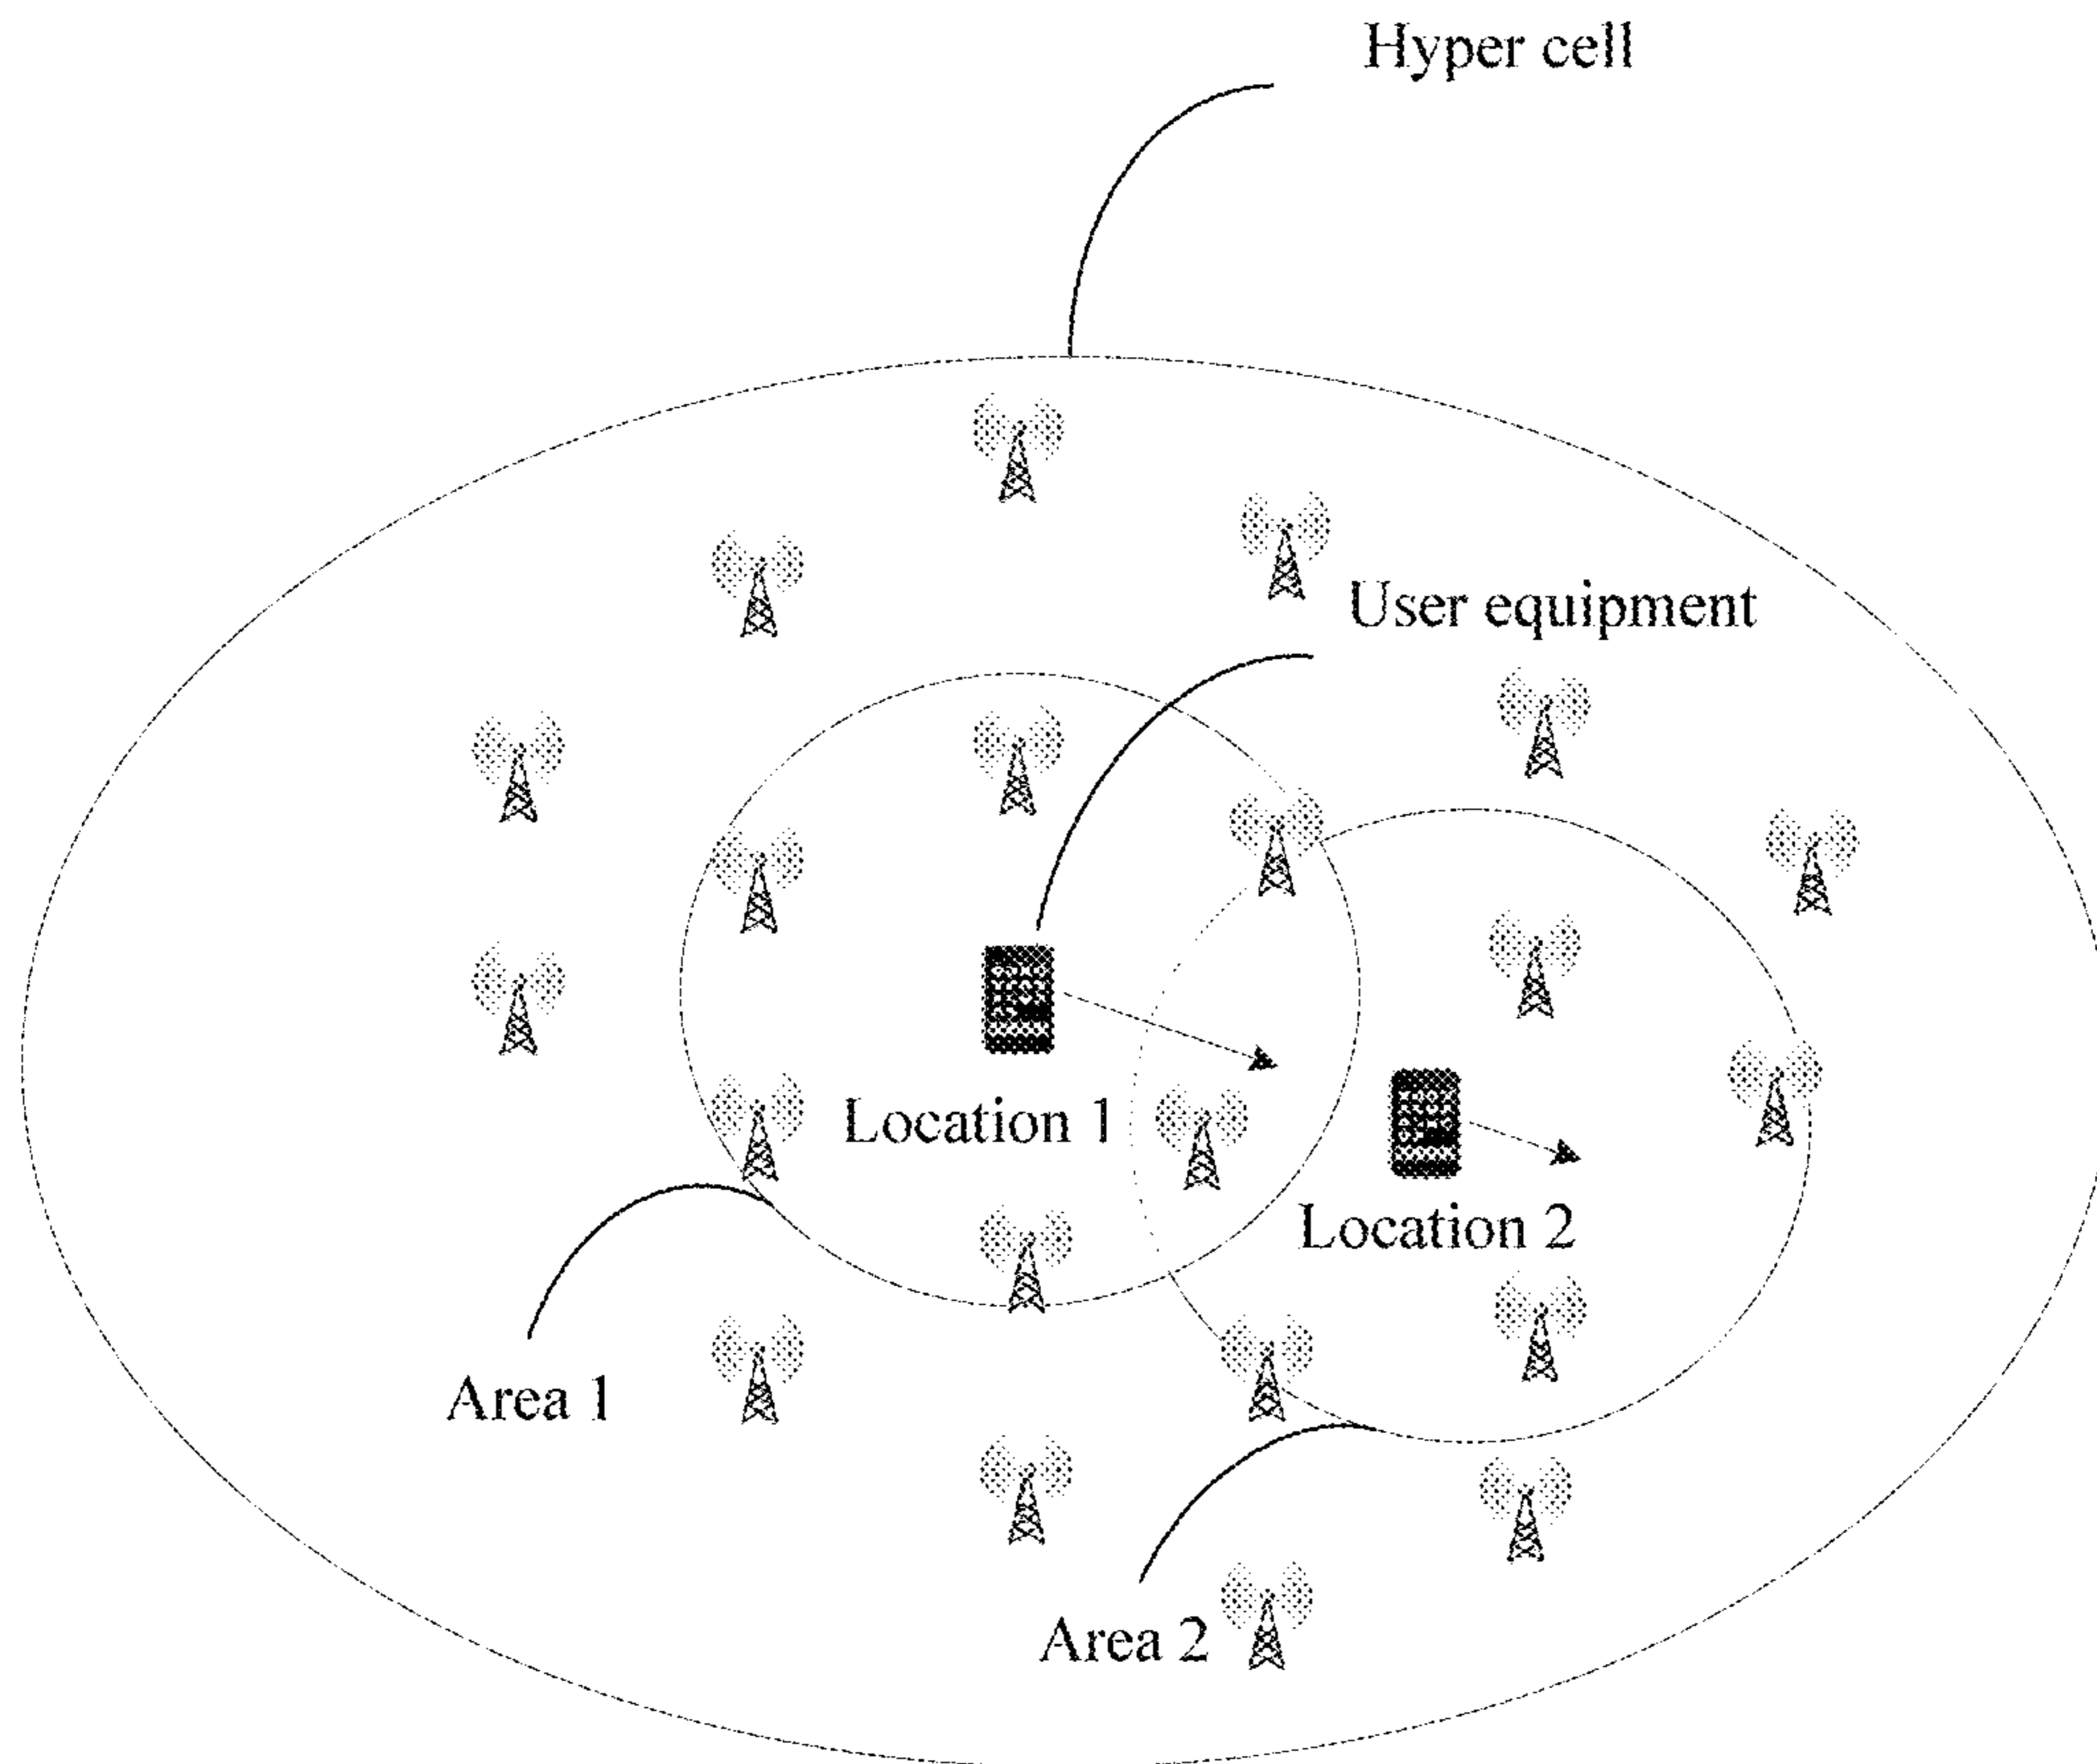 Hyper cell
User equipment
Location 1
Location 2
Area 1
Area 2